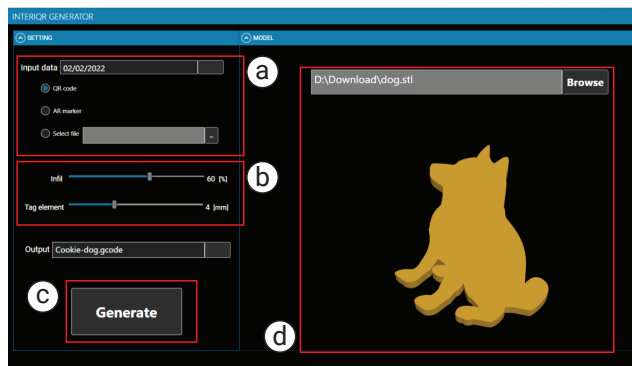 INTERIQR GENERATOR
SETTING
MODEL
Input data 02/02/2022
a
QR code
AR marker
Select file ...
D:\Download\dog.stl Browse
b
Infil 60 [%]
Tag element 4 [mm]
Output Cookie-dog.gcode
c
Generate
d